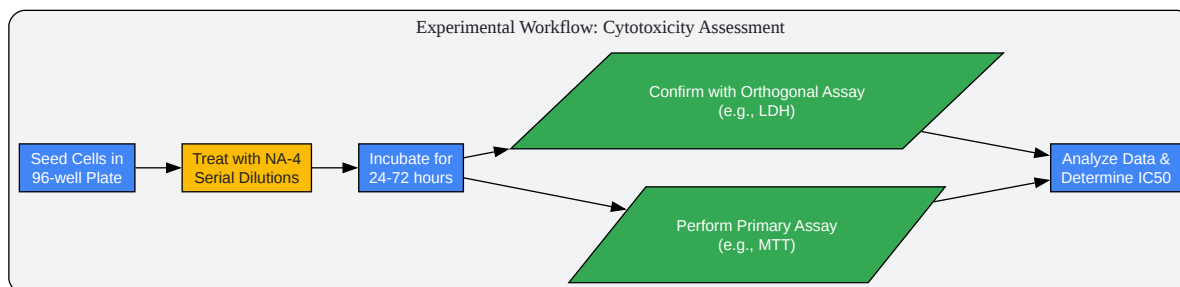 Experimental Workflow: Cytotoxicity Assessment
Seed Cells in
96-well Plate
Treat with NA-4
Serial Dilutions
Incubate for
24-72 hours
Confirm with Orthogonal Assay
(e.g., LDH)
Perform Primary Assay
(e.g., MTT)
Analyze Data &
Determine IC50